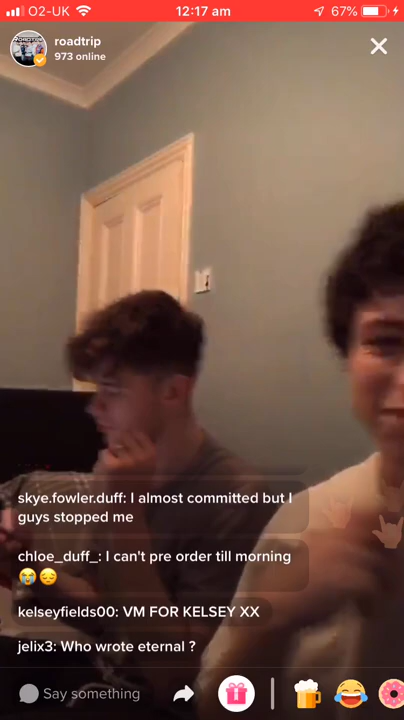 O2-UK 12:17 am 67%
roadtrip
973 online
skye.fowler.duff: I almost committed but I
guys stopped me
chloe_duff_: I can't pre order till morning
😭😔
kelseyfields00: VM FOR KELSEY XX
jelix3: Who wrote eternal ?
Say something